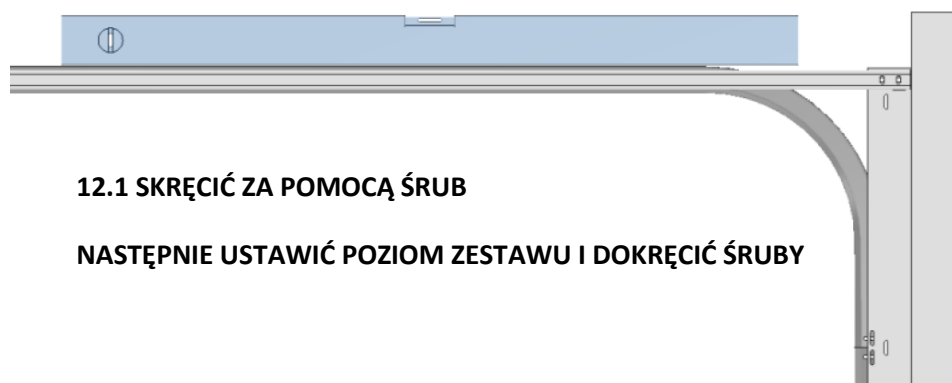 12.1 SKRĘCIĆ ZA POMOCĄ ŚRUB
NASTĘPNIE USTAWIĆ POZIOM ZESTAWU I DOKRĘCIĆ ŚRUBY